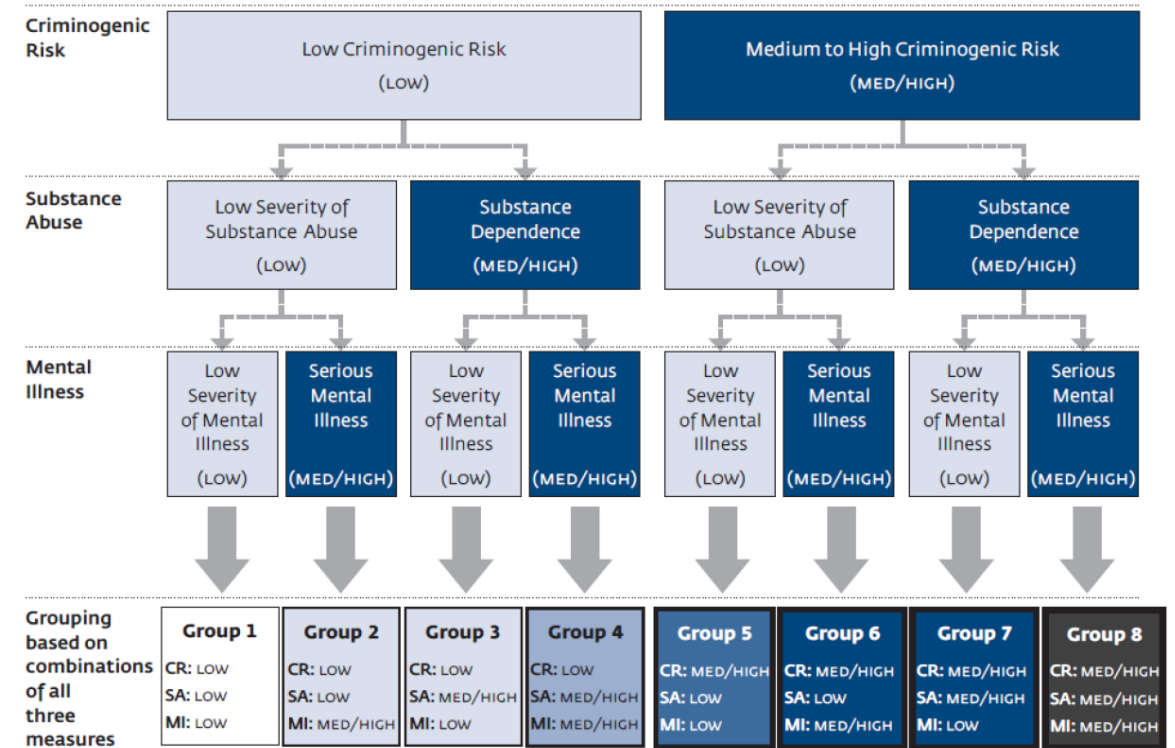 Criminogenic
Risk
Low Criminogenic Risk
(LOW)
Medium to High Criminogenic Risk
(MED/HIGH)
Substance
Abuse
Low Severity of
Substance Abuse
(LOW)
Substance
Dependence
(MED/HIGH)
Low Severity of
Substance Abuse
(LOW)
Substance
Dependence
(MED/HIGH)
Mental
Illness
Low
Severity
of Mental
Illness
(LOW)
Serious
Mental
Illness
(MED/HIGH)
Low
Severity
of Mental
Illness
(LOW)
Serious
Mental
Illness
(MED/HIGH)
Low
Severity
of Mental
Illness
(LOW)
Serious
Mental
Illness
(MED/HIGH)
Low
Severity
of Mental
Illness
(LOW)
Serious
Mental
Illness
(MED/HIGH)
Grouping
based on
combinations
of all
three
measures
Group 1
CR: LOW
SA: LOW
MI: LOW
Group 2
CR: LOW
SA: LOW
MI: MED/HIGH
Group 3
CR: LOW
SA: MED/HIGH
MI: LOW
Group 4
CR: LOW
SA: MED/HIGH
MI: MED/HIGH
Group 5
CR: MED/HIGH
SA: LOW
MI: LOW
Group 6
CR: MED/HIGH
SA: LOW
MI: MED/HIGH
Group 7
CR: MED/HIGH
SA: MED/HIGH
MI: LOW
Group 8
CR: MED/HIGH
SA: MED/HIGH
MI: MED/HIGH